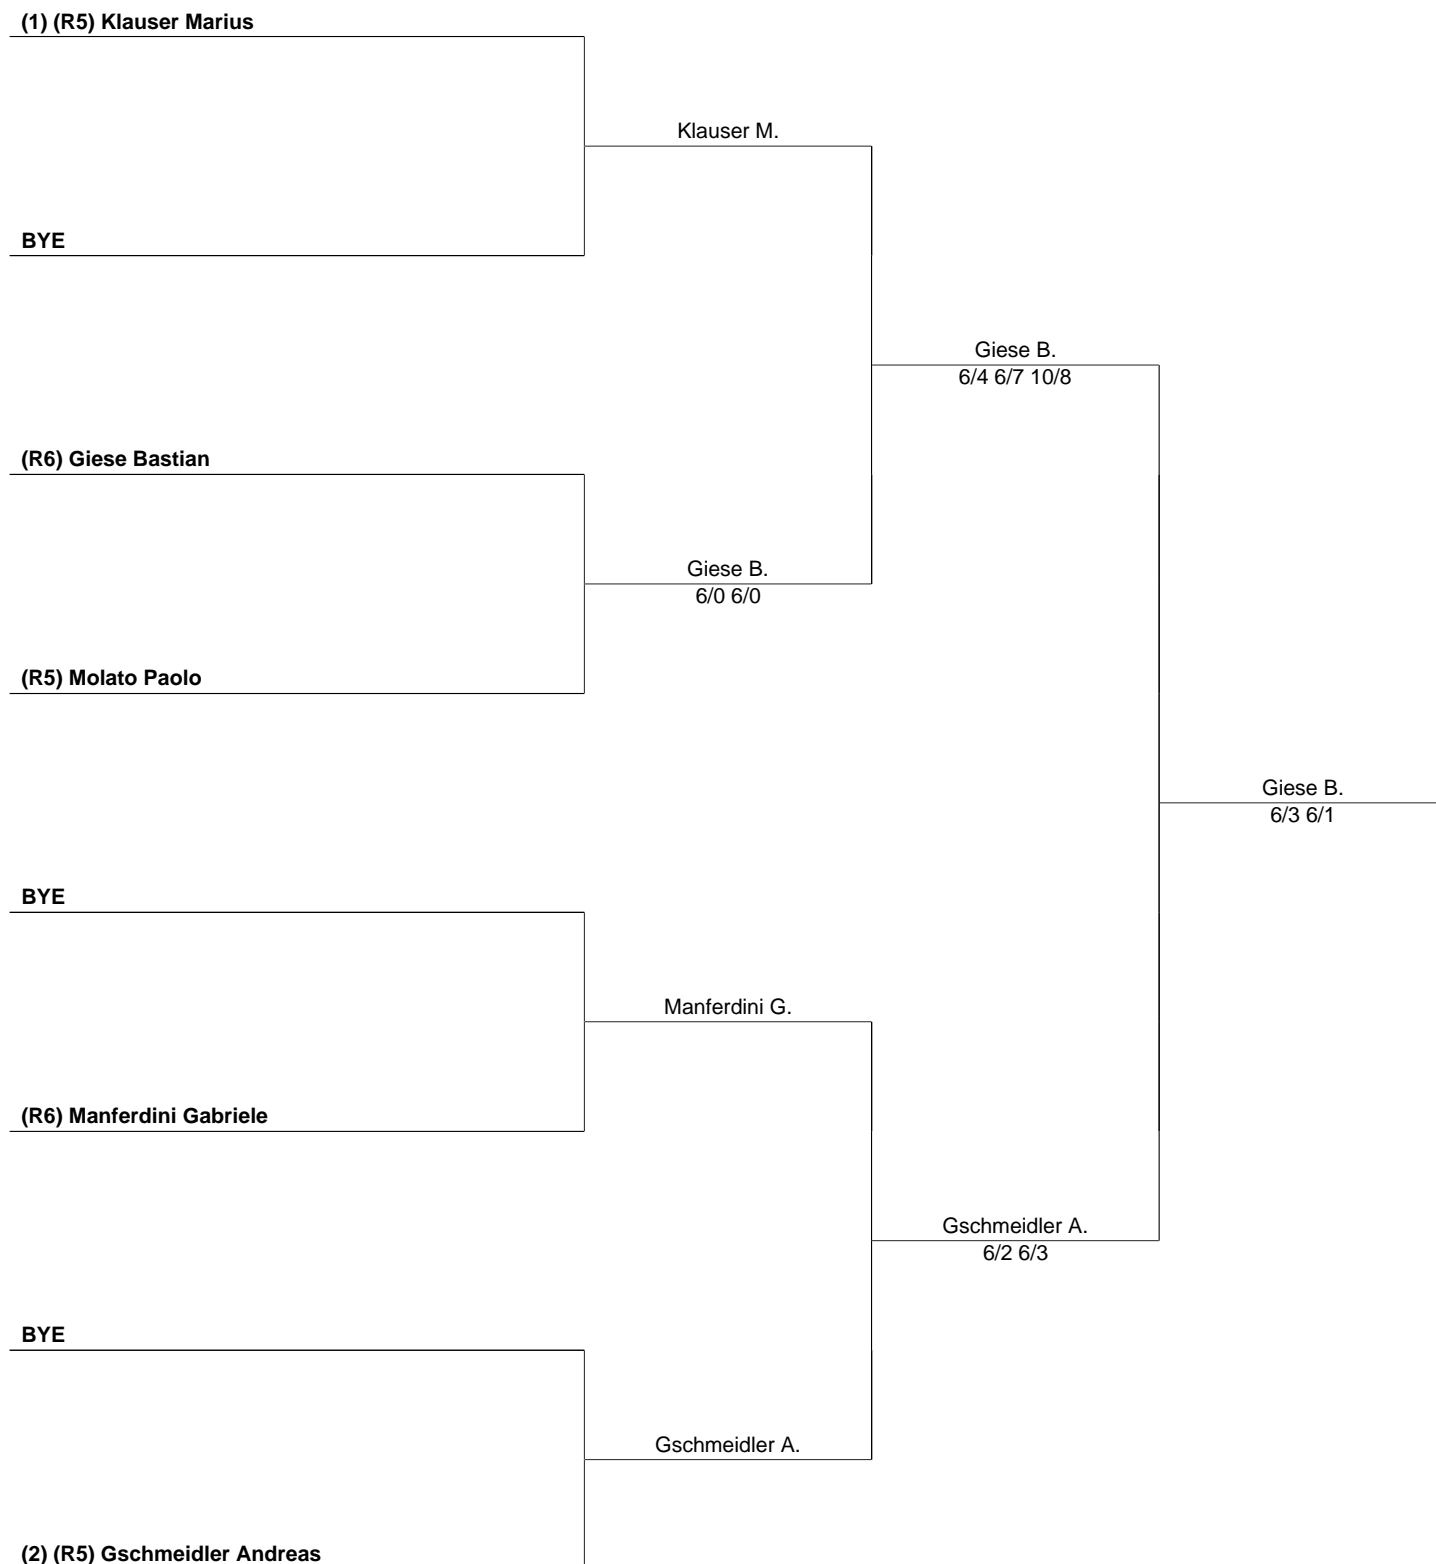 (1) (R5) Klauser Marius
Klauser M.
BYE
Giese B.
6/4 6/7 10/8
(R6) Giese Bastian
Giese B.
6/0 6/0
(R5) Molato Paolo
Giese B.
6/3 6/1
BYE
Manferdini G.
(R6) Manferdini Gabriele
Gschmeidler A.
6/2 6/3
BYE
Gschmeidler A.
(2) (R5) Gschmeidler Andreas